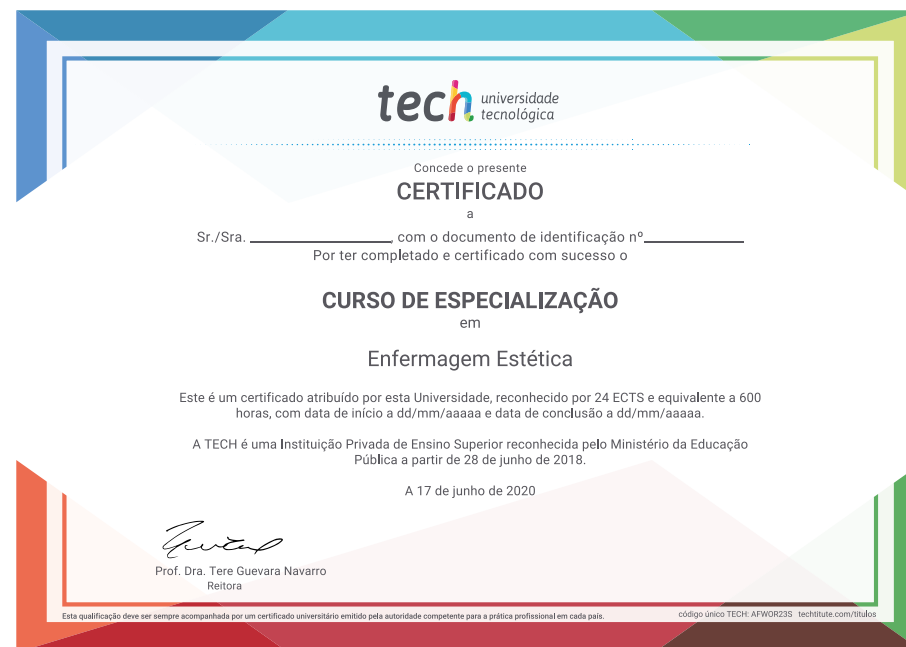 tech universidade
tecnológica
Concede o presente
CERTIFICADO
a
Sr./Sra. ____________, com o documento de identificação nº____________
Por ter completado e certificado com sucesso o
CURSO DE ESPECIALIZAÇÃO
em
Enfermagem Estética
Este é um certificado atribuído por esta Universidade, reconhecido por 24 ECTS e equivalente a 600
horas, com data de início a dd/mm/aaaaa e data de conclusão a dd/mm/aaaaa.
A TECH é uma Instituição Privada de Ensino Superior reconhecida pelo Ministério da Educação
Pública a partir de 28 de junho de 2018.
A 17 de junho de 2020
Prof. Dra. Tere Guevara Navarro
Reitora
Esta qualificação deve ser sempre acompanhada por um certificado universitário emitido pela autoridade competente para a prática profissional em cada país.
código único TECH: AFWOR23S techtitute.com/titulos